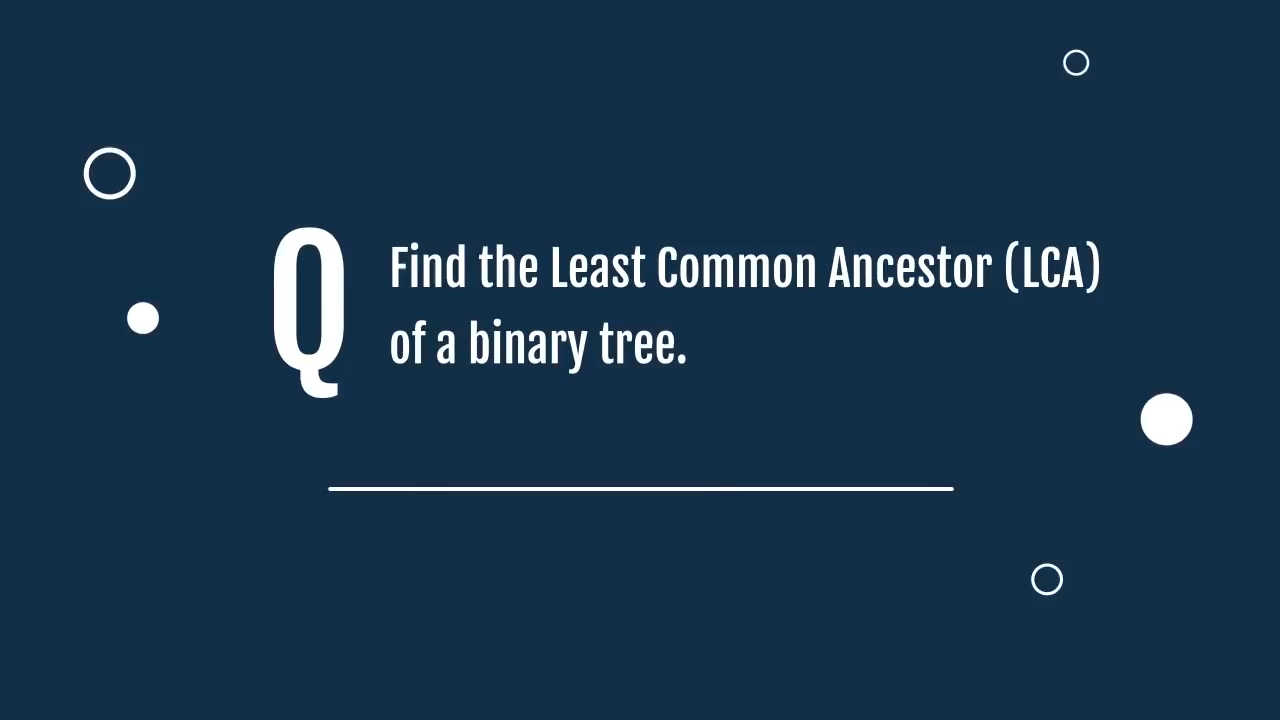 Q
Find the Least Common Ancestor (LCA)
of a binary tree.